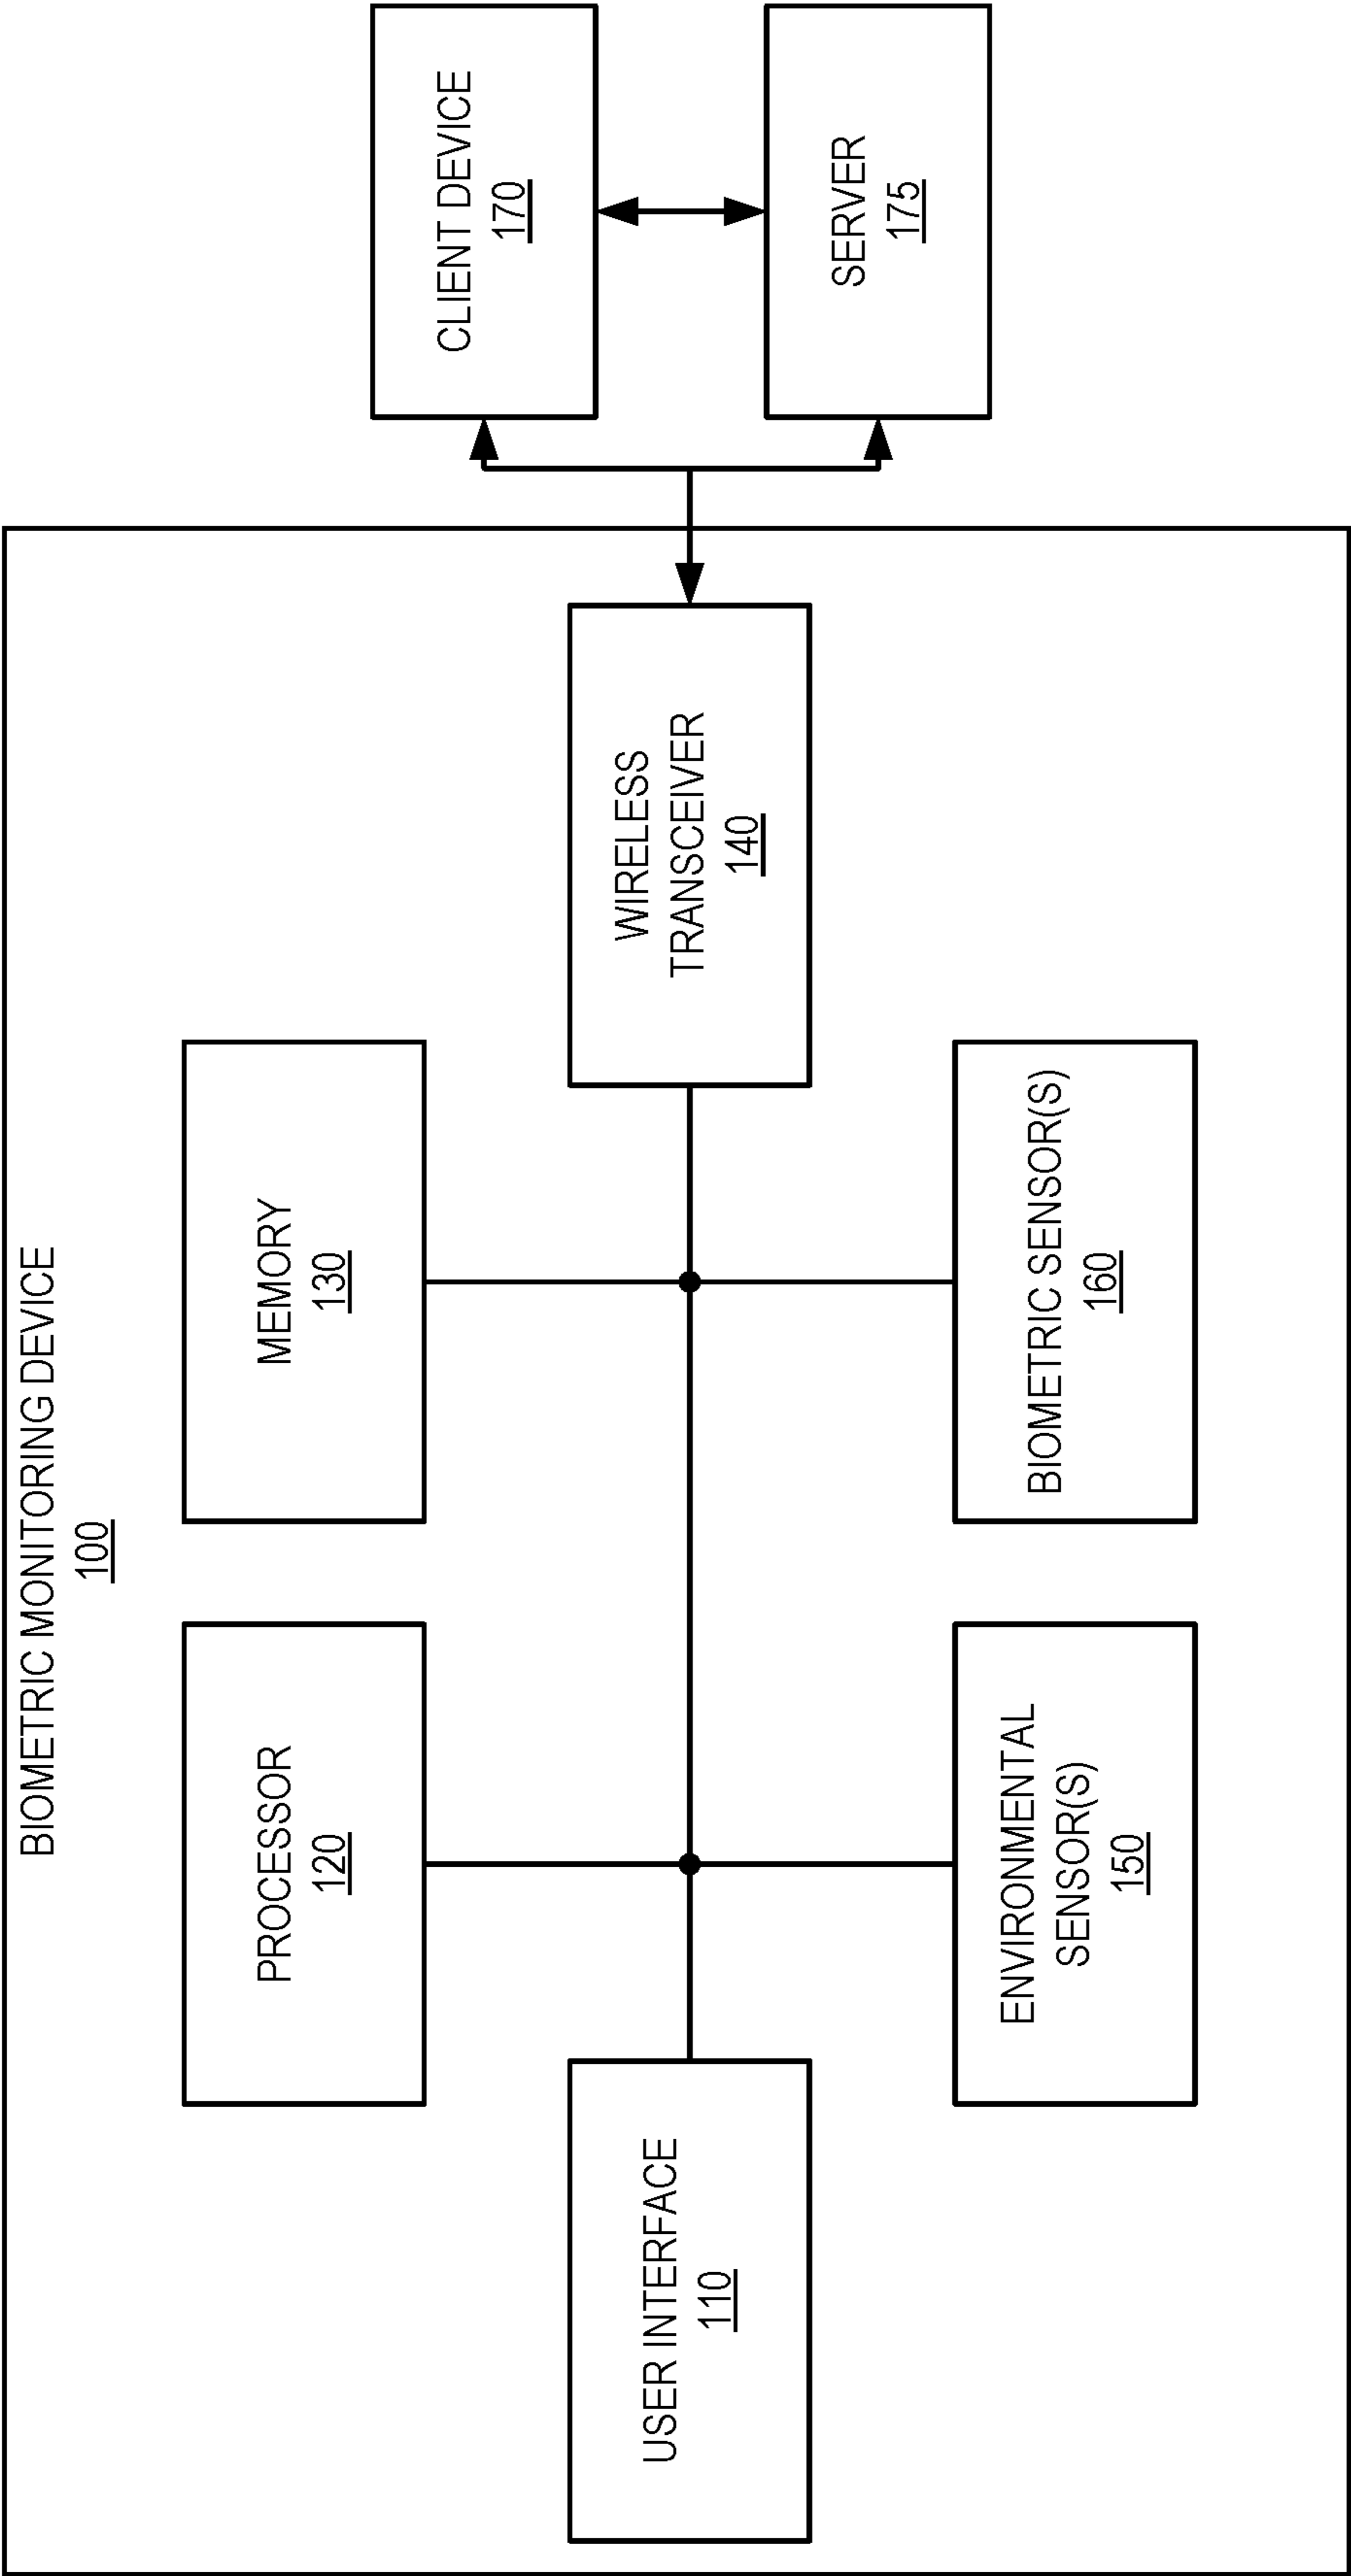 BIOMETRIC MONITORING DEVICE
100
USER INTERFACE
110
PROCESSOR
120
MEMORY
130
WIRELESS
TRANSCEIVER
140
ENVIRONMENTAL
SENSOR(S)
150
BIOMETRIC SENSOR(S)
160
CLIENT DEVICE
170
SERVER
175